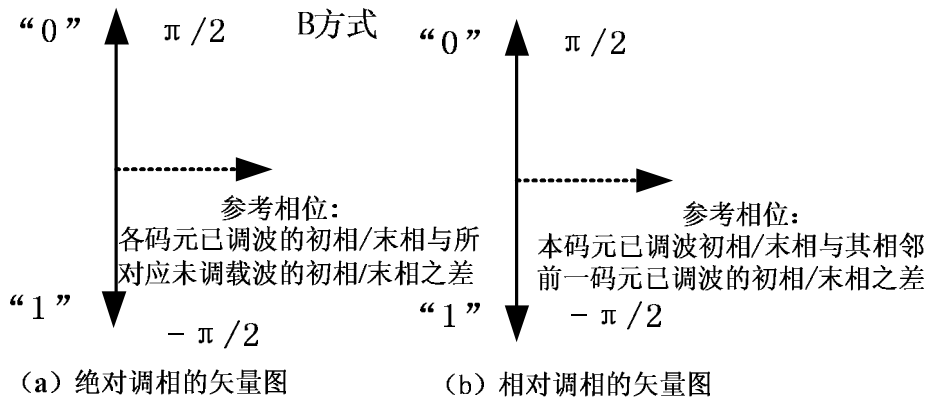 “0” π/2 B方式 “0” π/2
参考相位：
各码元已调波的初相/末相与所
对应未调载波的初相/末相之差
“1”
－π/2
（a）绝对调相的矢量图
参考相位：
本码元已调波初相/末相与其相邻
前一码元已调波的初相/末相之差
“1” －π/2
（b）相对调相的矢量图